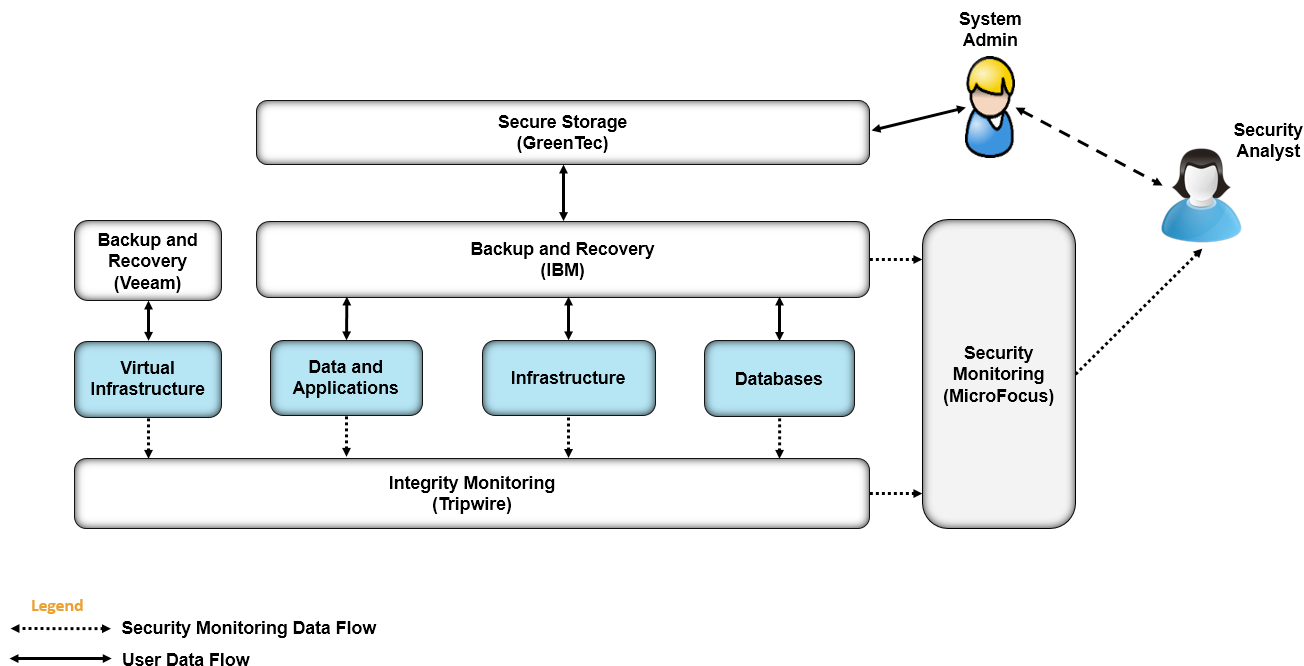 System
Admin
Security
Analyst
Secure Storage
(GreenTec)
Backup and
Recovery
(Veeam)
Backup and Recovery
(IBM)
Virtual
Infrastructure
Data and
Applications
Infrastructure
Databases
Security
Monitoring
(MicroFocus)
Integrity Monitoring
(Tripwire)
Legend
Security Monitoring Data Flow
User Data Flow